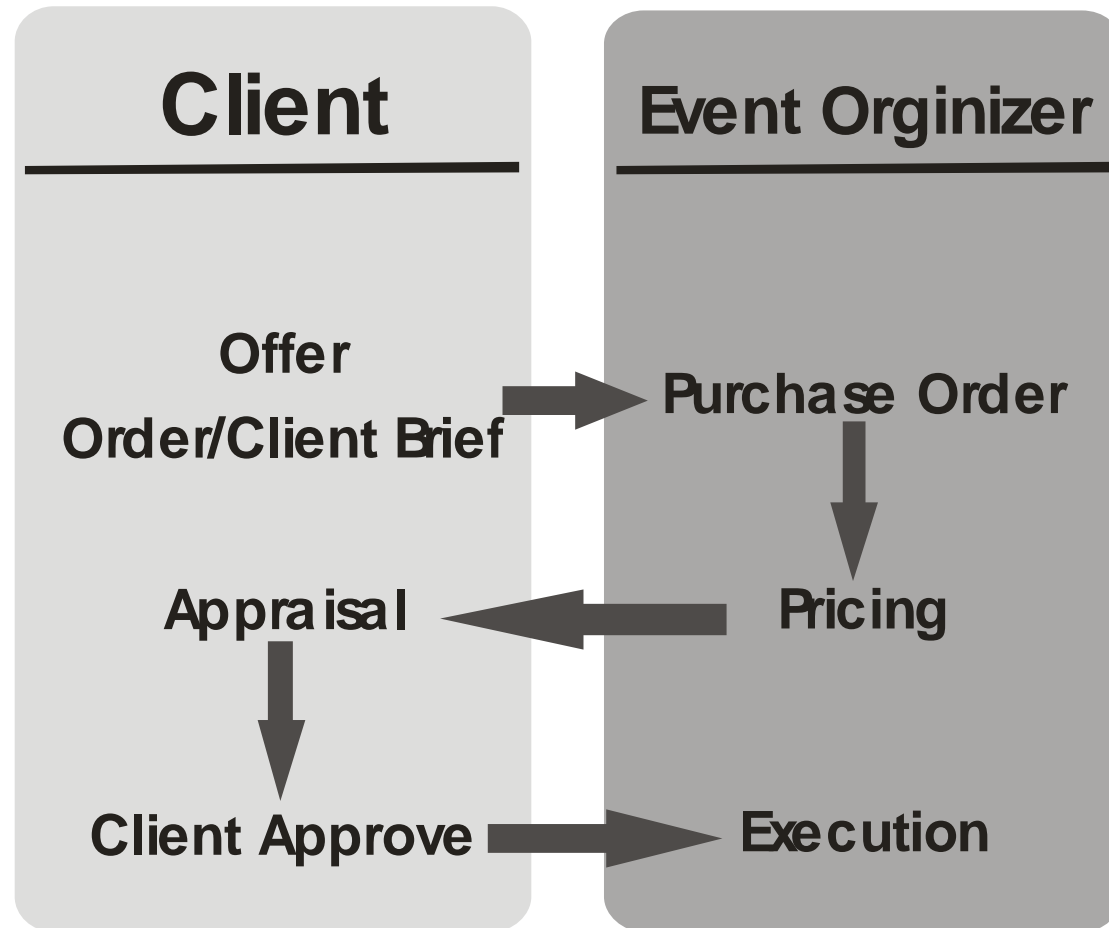 Client
Event Orginizer
Offer
Order/Client Brief
Purchase Order
Appraisal
Pricing
Client Approve
Execution